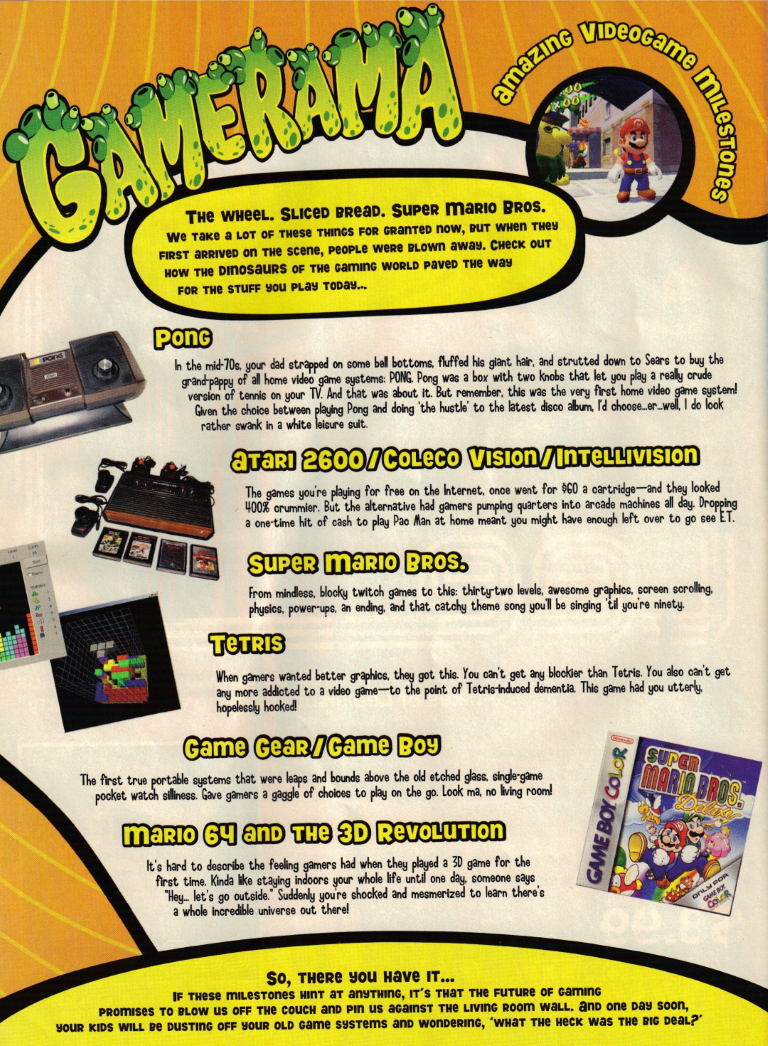 GAMERAMA
Amazing Videogame Milestones
The wheel. Sliced bread. Super Mario Bros.
We take a lot of these things for granted now, but when they
first arrived on the scene, people were blown away. Check out
how the dinosaurs of the gaming world paved the way
for the stuff you play today...
Pong
In the mid-70s, your dad strapped on some bell bottoms, fluffed his giant hair, and strutted down to Sears to buy the
grand-pappy of all home video game systems: PONG. Pong was a box with two knobs that let you play a really crude
version of tennis on your TV. And that was about it. But remember, this was the very first home video game system!
Given the choice between playing Pong and doing 'the hustle' to the latest disco album, I'd choose...er...well, I do look
rather swank in a white leisure suit.
PONG
Atari 2600/Coleco Vision/Intellivision
The games you're playing for free on the Internet, once went for $60 a cartridge—and they looked
400% crummier. But the alternative had gamers pumping quarters into arcade machines all day. Dropping
a one-time hit of cash to play Pac Man at home meant you might have enough left over to go see E.T.
Super Mario Bros.
From mindless, blocky twitch games to this: thirty-two levels, awesome graphics, screen scrolling,
physics, power-ups, an ending, and that catchy theme song you'll be singing 'til you're ninety.
Tetris
When gamers wanted better graphics, they got this. You can't get any blockier than Tetris. You also can't get
any more addicted to a video game—to the point of Tetris-induced dementia. This game had you utterly,
hopelessly hooked!
Game Gear/Game Boy
The first true portable systems that were leaps and bounds above the old etched glass, single-game
pocket watch silliness. Gave gamers a gaggle of choices to play on the go. Look ma, no living room!
Nintendo
GAME BOY COLOR
SUPER
MARIO BROS.
Deluxe
ONLY FOR
GAME BOY
COLOR
Mario 64 and the 3D Revolution
It's hard to describe the feeling gamers had when they played a 3D game for the
first time. Kinda like staying indoors your whole life until one day, someone says
"Hey... let's go outside." Suddenly you're shocked and mesmerized to learn there's
a whole incredible universe out there!
So, there you have it...
If these milestones hint at anything, it's that the future of gaming
promises to blow us off the couch and pin us against the living room wall. And one day soon,
your kids will be dusting off your old game systems and wondering, 'what the heck was the big deal?'